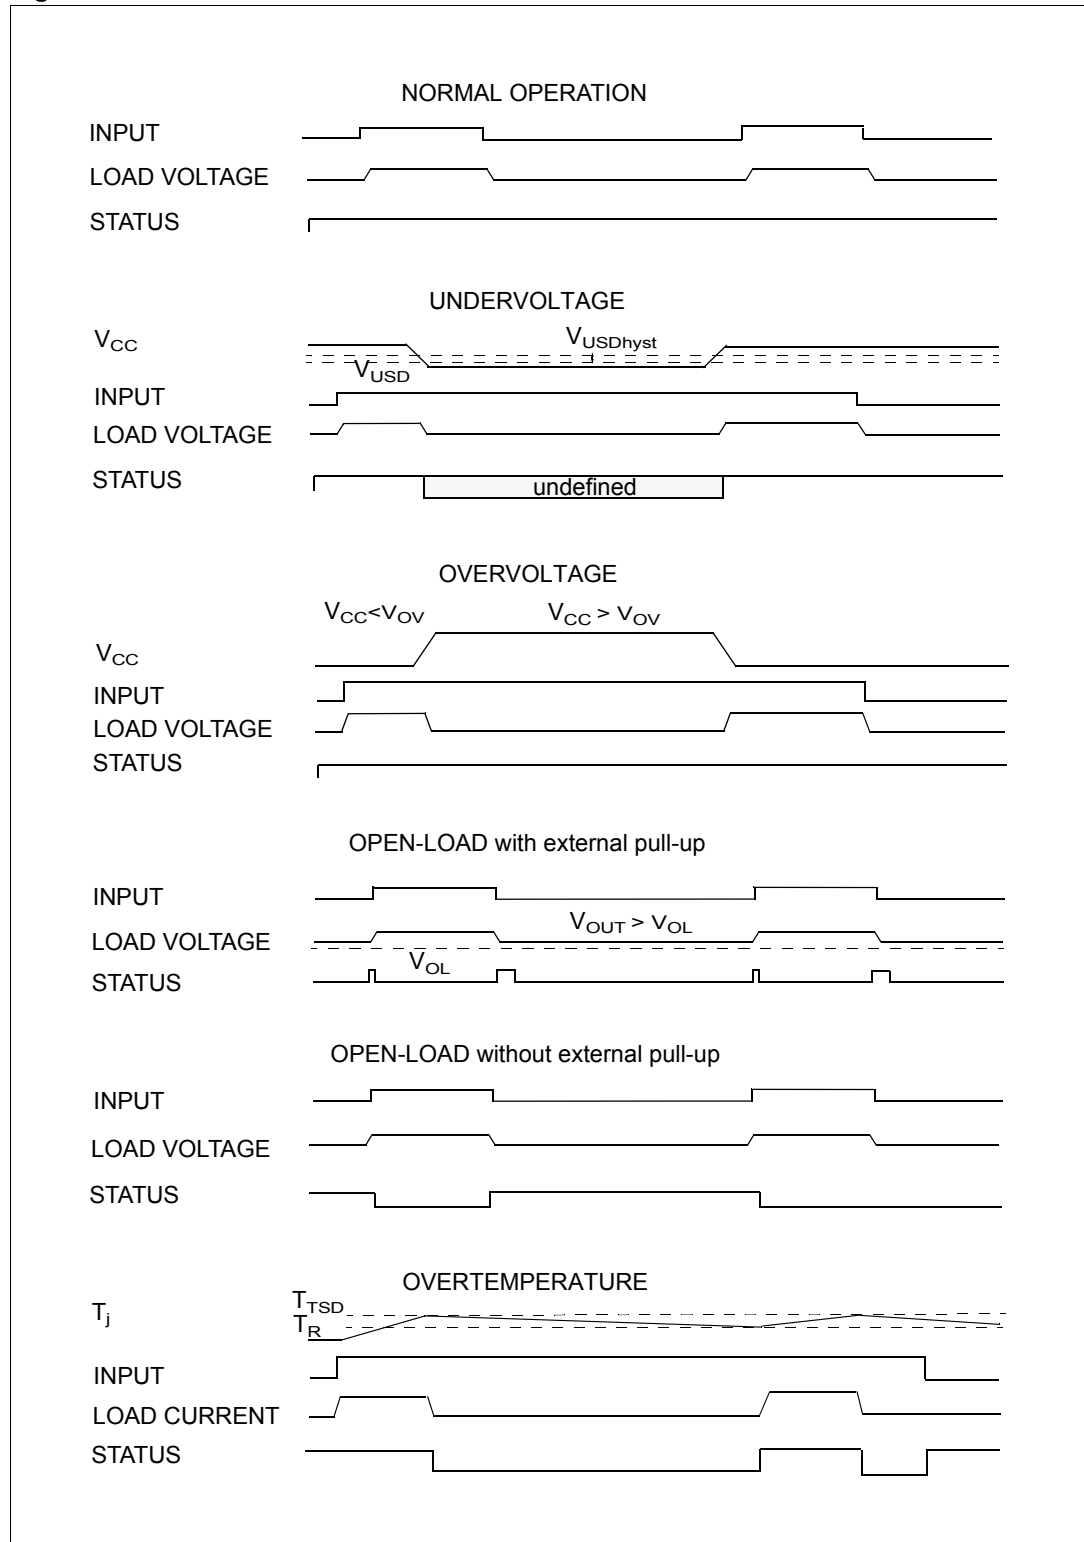 NORMAL OPERATION
INPUT
LOAD VOLTAGE
STATUS
UNDERVOLTAGE
VCC
VUSDhyst
VUSD
INPUT
LOAD VOLTAGE
STATUS
undefined
OVERVOLTAGE
VCC<VOV
VCC > VOV
VCC
INPUT
LOAD VOLTAGE
STATUS
OPEN-LOAD with external pull-up
INPUT
VOUT > VOL
LOAD VOLTAGE
VOL
STATUS
OPEN-LOAD without external pull-up
INPUT
LOAD VOLTAGE
STATUS
OVERTEMPERATURE
Tj
TTSD
TR
INPUT
LOAD CURRENT
STATUS